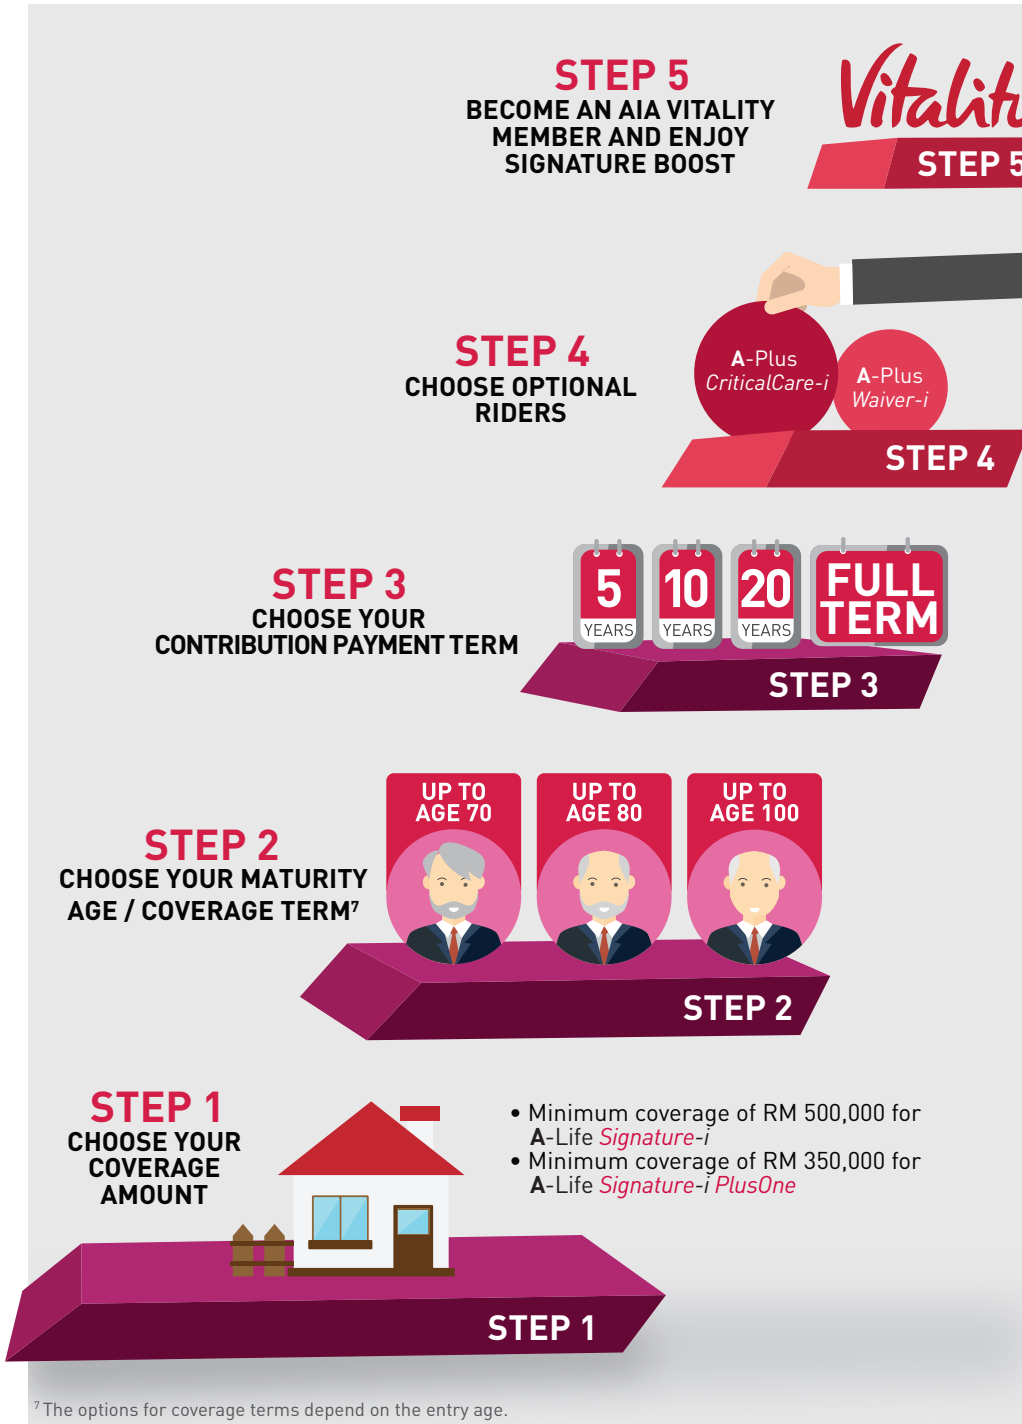 STEP 5
BECOME AN AIA VITALITY
MEMBER AND ENJOY
SIGNATURE BOOST
STEP 5
STEP 4
CHOOSE OPTIONAL
RIDERS
A-Plus
CriticalCare-i
A-Plus
Waiver-i
STEP 4
STEP 3
CHOOSE YOUR
CONTRIBUTION PAYMENT TERM
5
YEARS
10
YEARS
20
YEARS
FULL
TERM
STEP 3
STEP 2
CHOOSE YOUR MATURITY
AGE / COVERAGE TERM⁷
UP TO
AGE 70
UP TO
AGE 80
UP TO
AGE 100
STEP 2
STEP 1
CHOOSE YOUR
COVERAGE
AMOUNT
• Minimum coverage of RM 500,000 for
A-Life Signature-i
• Minimum coverage of RM 350,000 for
A-Life Signature-i PlusOne
STEP 1
⁷ The options for coverage terms depend on the entry age.